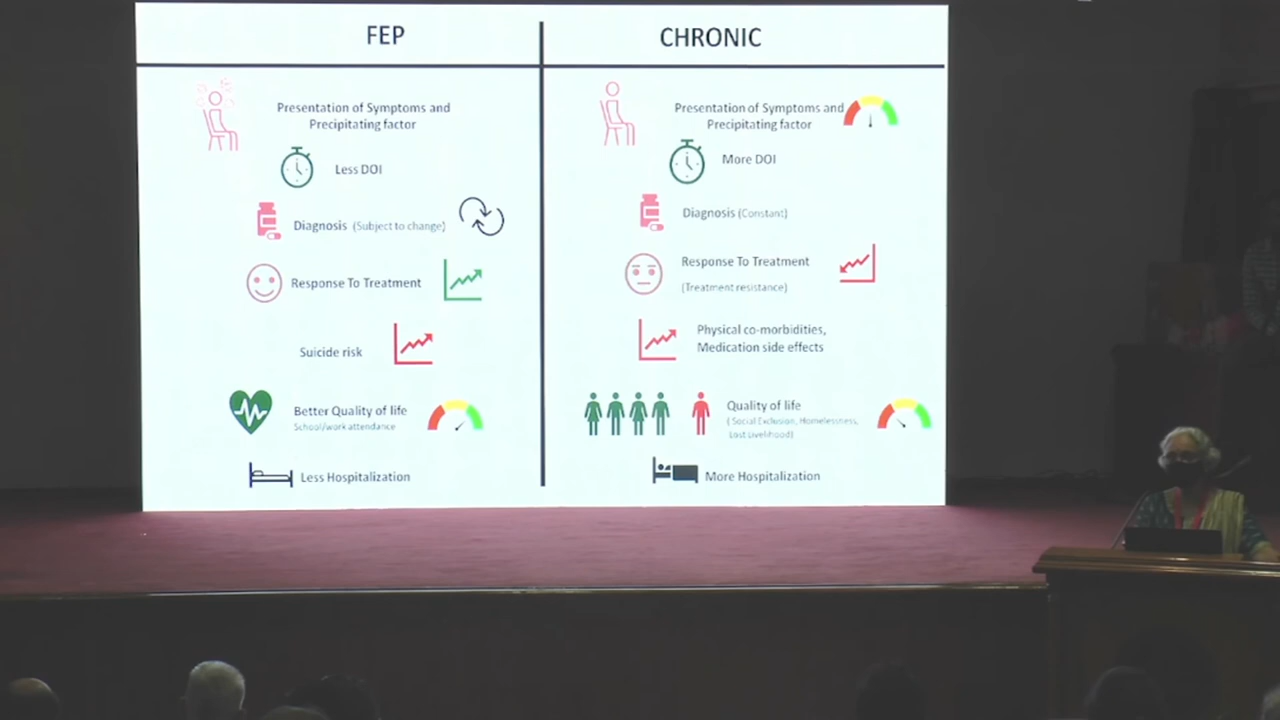 FEP
Presentation of Symptoms and
Precipitating factor
Less DOI
Diagnosis (Subject to change)
Response To Treatment
Suicide risk
Better Quality of life
School/work attendance
Less Hospitalization
CHRONIC
Presentation of Symptoms and
Precipitating factor
More DOI
Diagnosis (Constant)
Response To Treatment
(Treatment resistance)
Physical co-morbidities,
Medication side effects
Quality of life
( Social Exclusion, Homelessness,
Lost Livelihood)
More Hospitalization